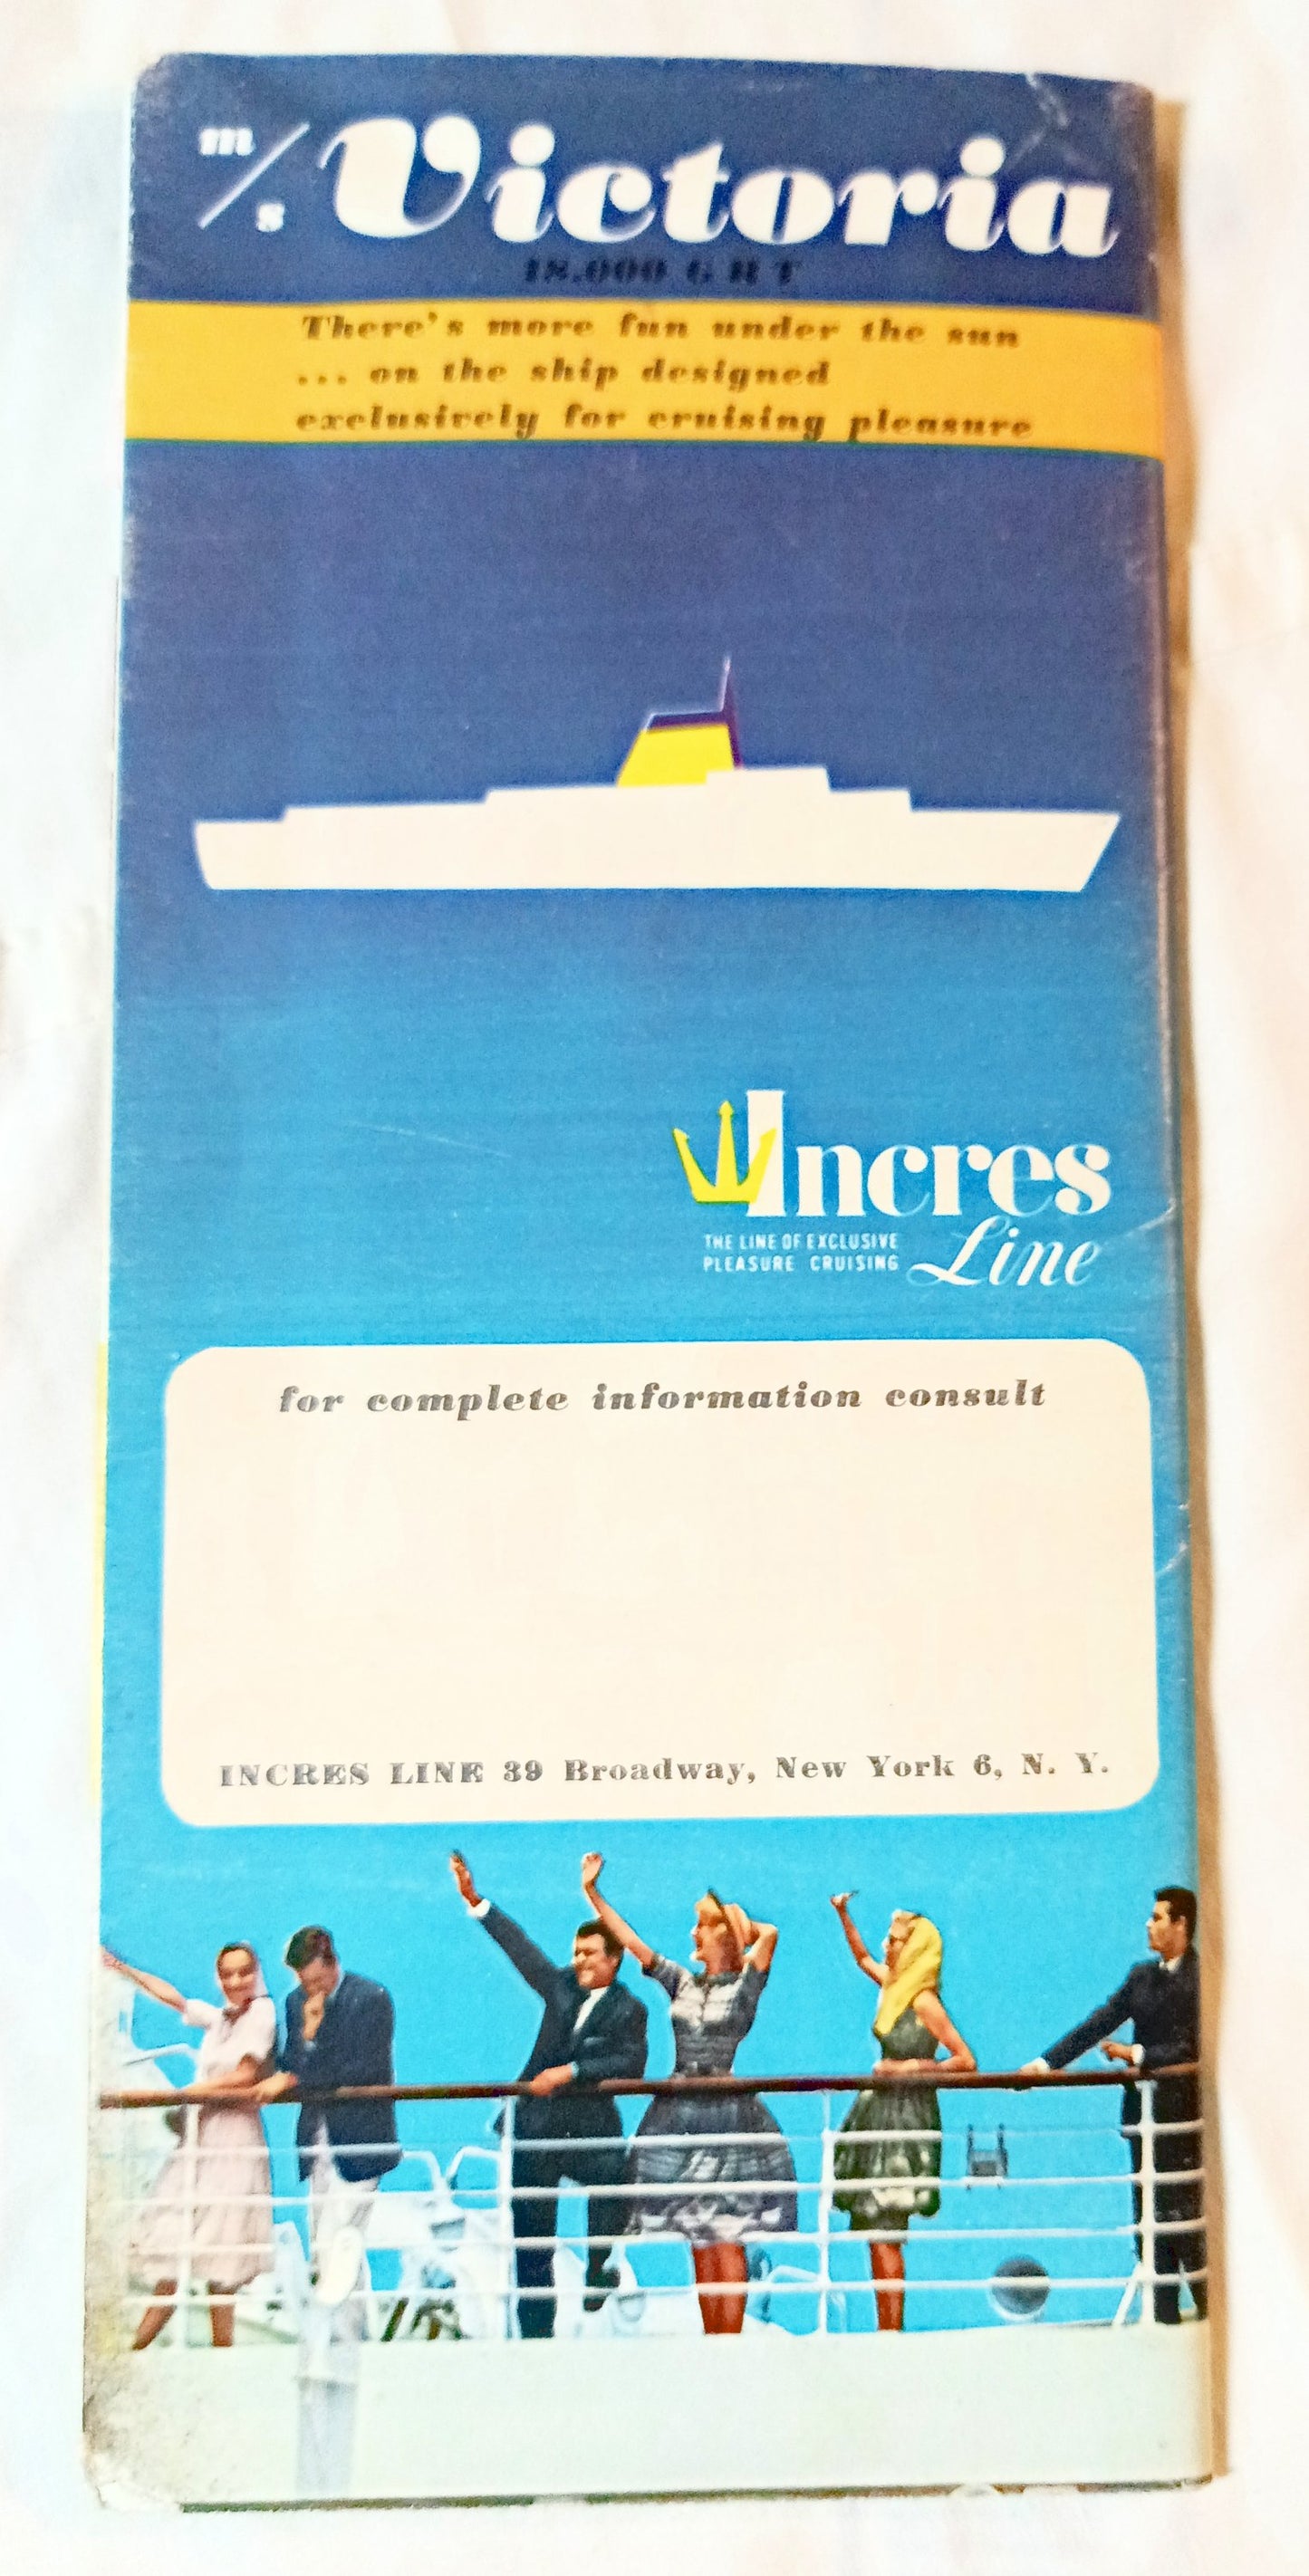 m/s Victoria
18.000 G R T
There's more fun under the sun
... on the ship designed
exclusively for cruising pleasure
Incres
THE LINE OF EXCLUSIVE
PLEASURE CRUISING
Line
for complete information consult
INCRES LINE 39 Broadway, New York 6, N. Y.